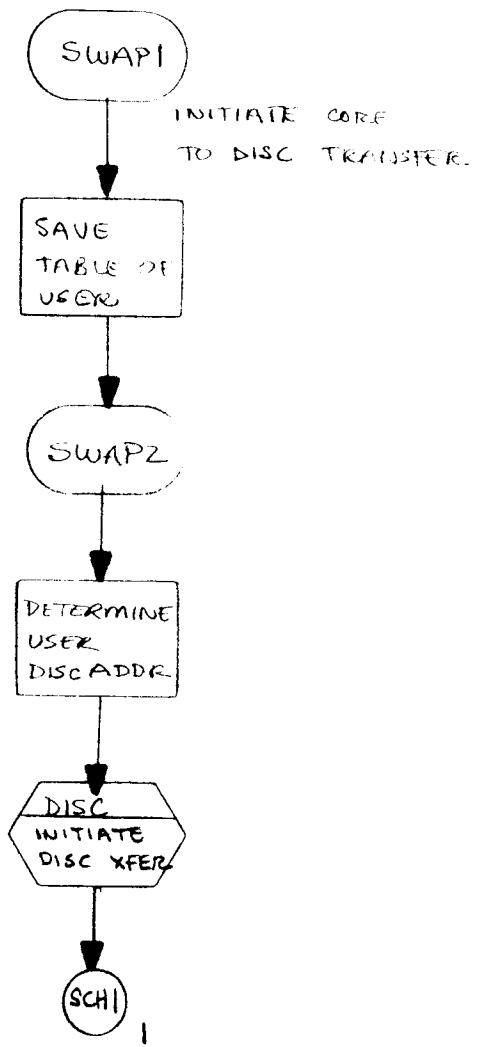 SWAP1
INITIATE CORE
TO DISC TRANSFER.
SAVE
TABLE OF
USER
SWAP2
DETERMINE
USER
DISC ADDR
DISC
INITIATE
DISC XFER
SCH1
1